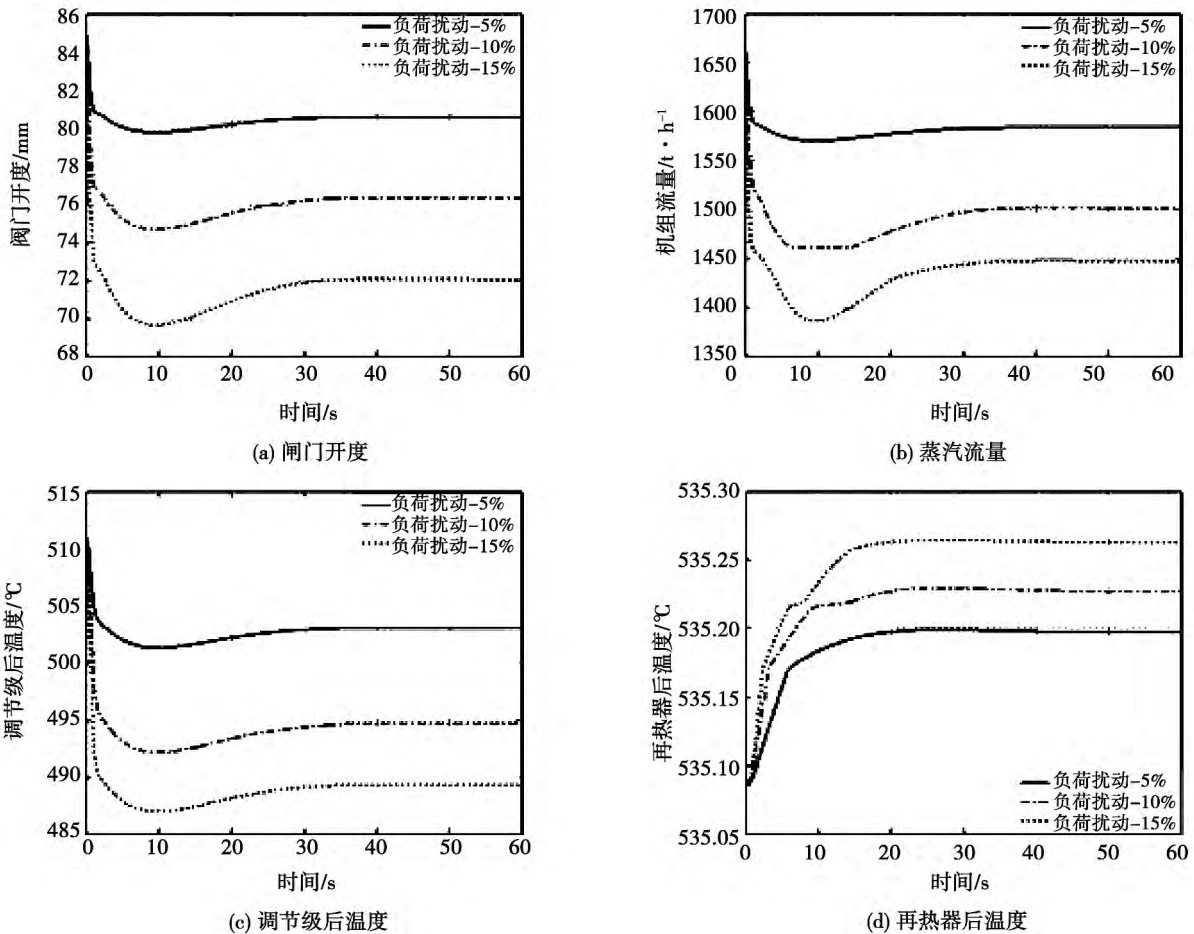 86
84
82
80
78
76
74
72
70
68
阀门开度/mm
负荷扰动-5%
负荷扰动-10%
负荷扰动-15%
0 10 20 30 40 50 60
时间/s
(a) 闸门开度
1700
1650
1600
1550
1500
1450
1400
1350
机组流量/t·h⁻¹
负荷扰动-5%
负荷扰动-10%
负荷扰动-15%
0 10 20 30 40 50 60
时间/s
(b) 蒸汽流量
515
510
505
500
495
490
485
调节级后温度/℃
负荷扰动-5%
负荷扰动-10%
负荷扰动-15%
0 10 20 30 40 50 60
时间/s
(c) 调节级后温度
535.30
535.25
535.20
535.15
535.10
535.05
再热器后温度/℃
负荷扰动-5%
负荷扰动-10%
负荷扰动-15%
0 10 20 30 40 50 60
时间/s
(d) 再热器后温度